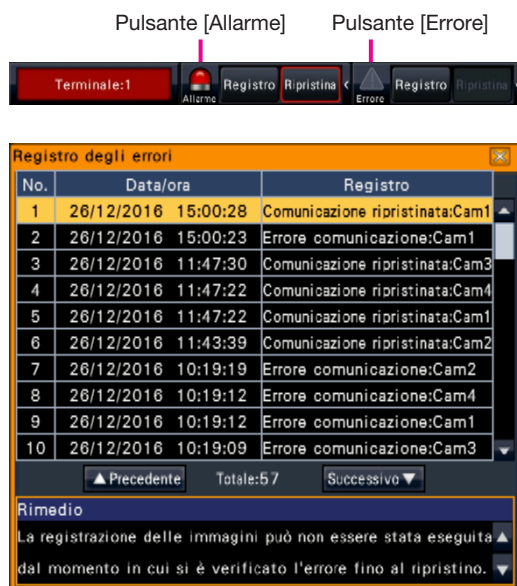 Pulsante [Allarme] Pulsante [Errore]
Terminale:1 Allarme Registro Ripristina < Errore Registro Ripristina
Registro degli errori
No. Data/ora Registro
1 26/12/2016 15:00:28 Comunicazione ripristinata:Cam1
2 26/12/2016 15:00:23 Errore comunicazione:Cam1
3 26/12/2016 11:47:30 Comunicazione ripristinata:Cam3
4 26/12/2016 11:47:22 Comunicazione ripristinata:Cam4
5 26/12/2016 11:47:22 Comunicazione ripristinata:Cam1
6 26/12/2016 11:43:39 Comunicazione ripristinata:Cam2
7 26/12/2016 10:19:19 Errore comunicazione:Cam2
8 26/12/2016 10:19:12 Errore comunicazione:Cam4
9 26/12/2016 10:19:12 Errore comunicazione:Cam1
10 26/12/2016 10:19:09 Errore comunicazione:Cam3
▲Precedente Totale:57 Successivo▼
Rimedio
La registrazione delle immagini può non essere stata eseguita
dal momento in cui si è verificato l'errore fino al ripristino.